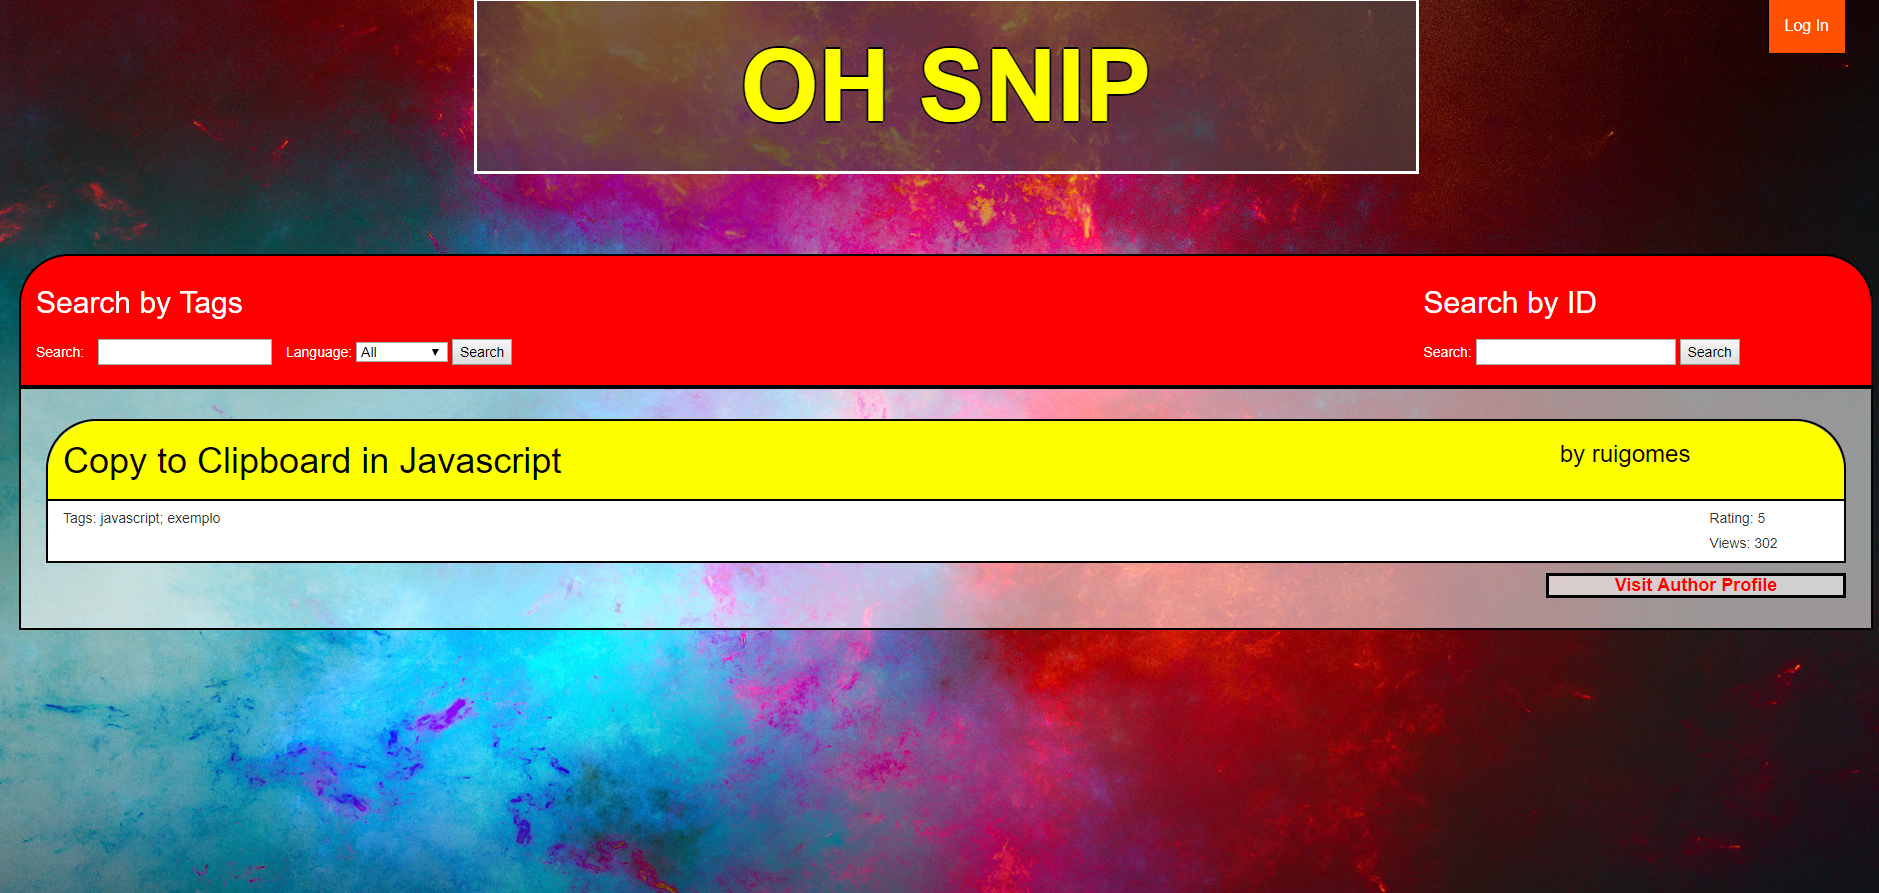 Log In
OH SNIP
Search by Tags
Search by ID
Search: Language: All Search
Search: Search
Copy to Clipboard in Javascript
by ruigomes
Tags: javascript; exemplo
Rating: 5
Views: 302
Visit Author Profile